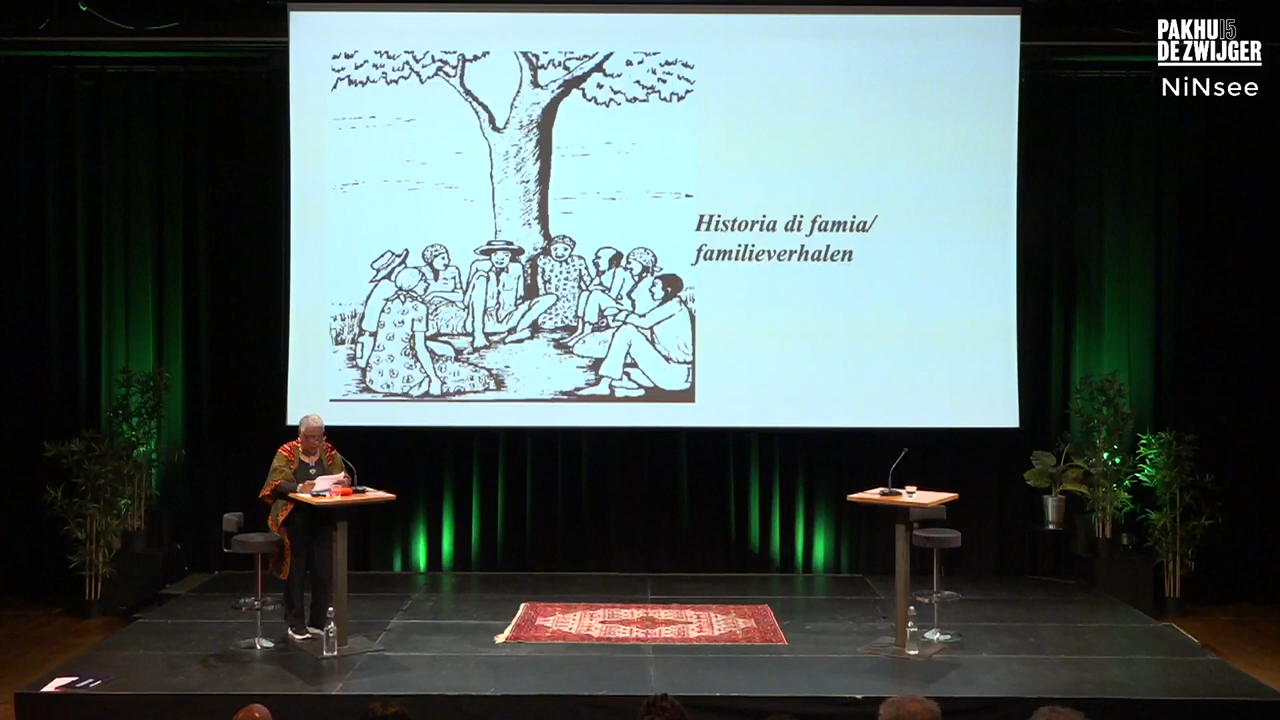 PAKHUIS
DE ZWIJGER
NiNsee
Historia di famia/
familieverhalen